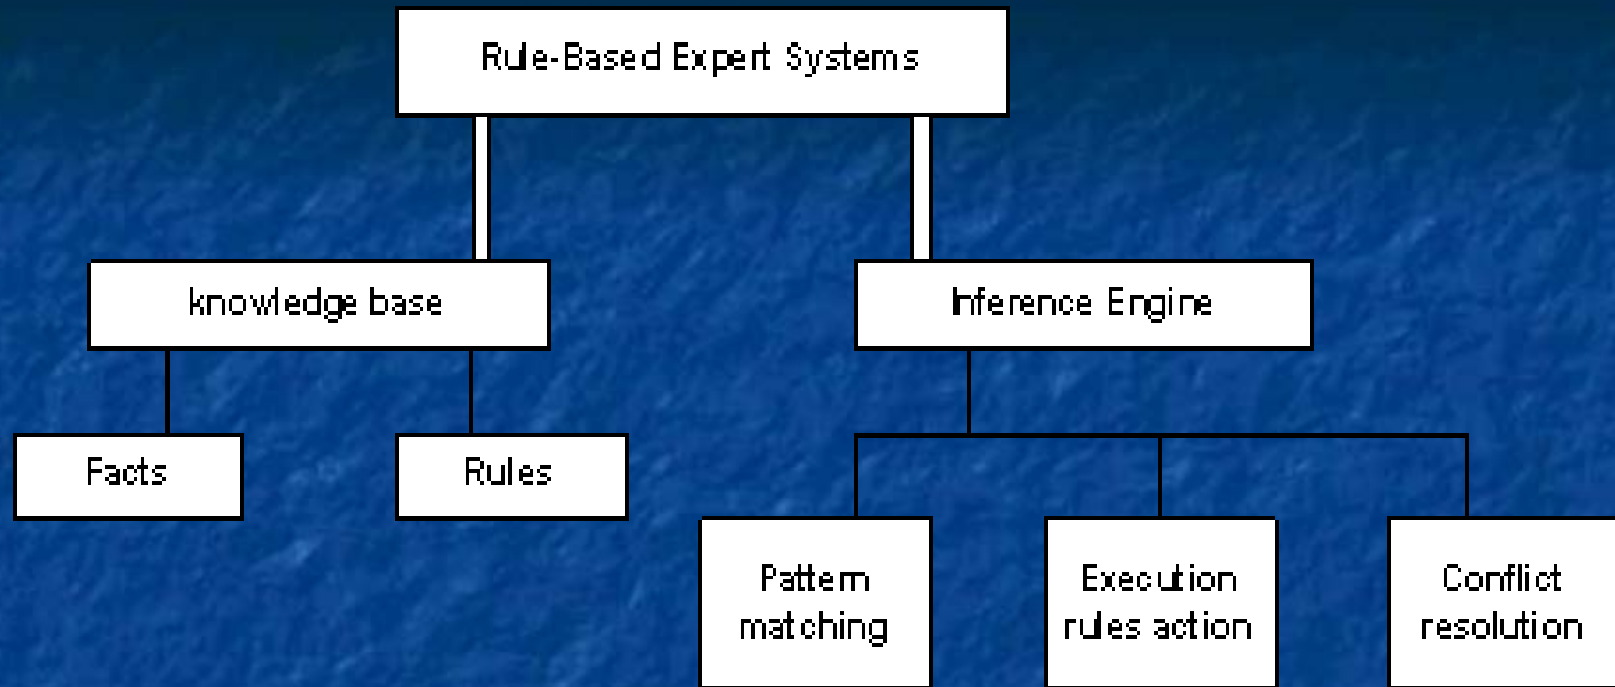 Rule-Based Expert Systems
knowledge base
Inference Engine
Facts
Rules
Pattern
matching
Execution
rules action
Conflict
resolution